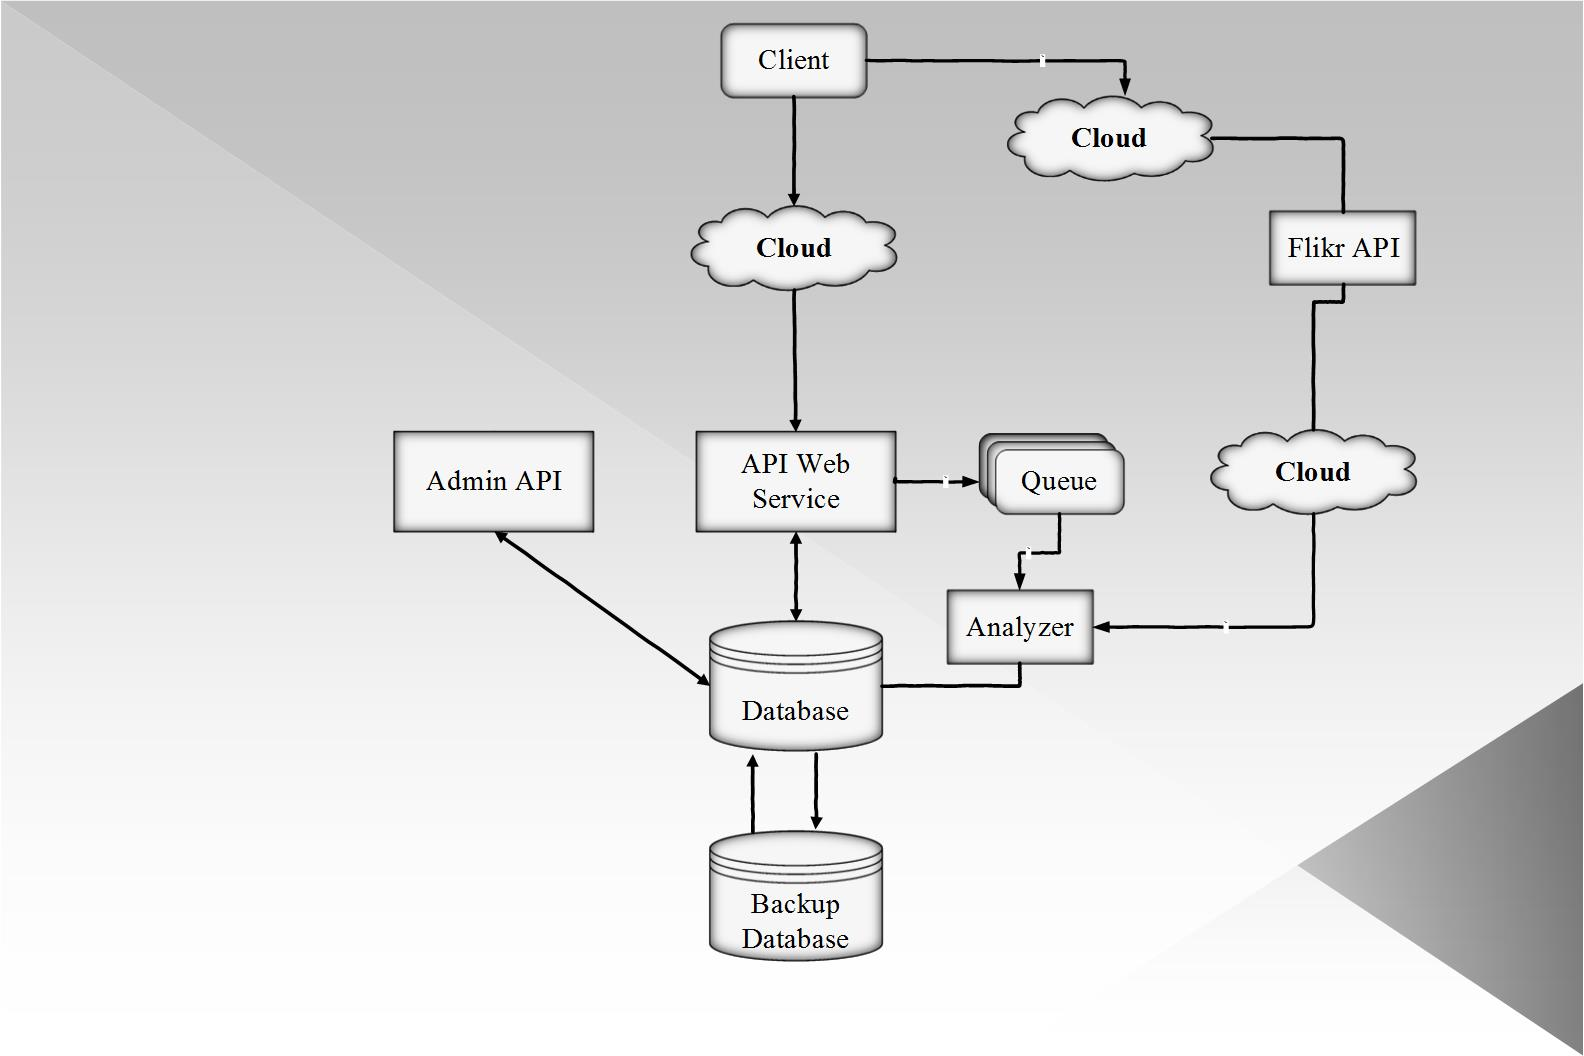 Client
Cloud
Cloud
Flikr API
Admin API
API Web
Service
Queue
Cloud
Analyzer
Database
Backup
Database